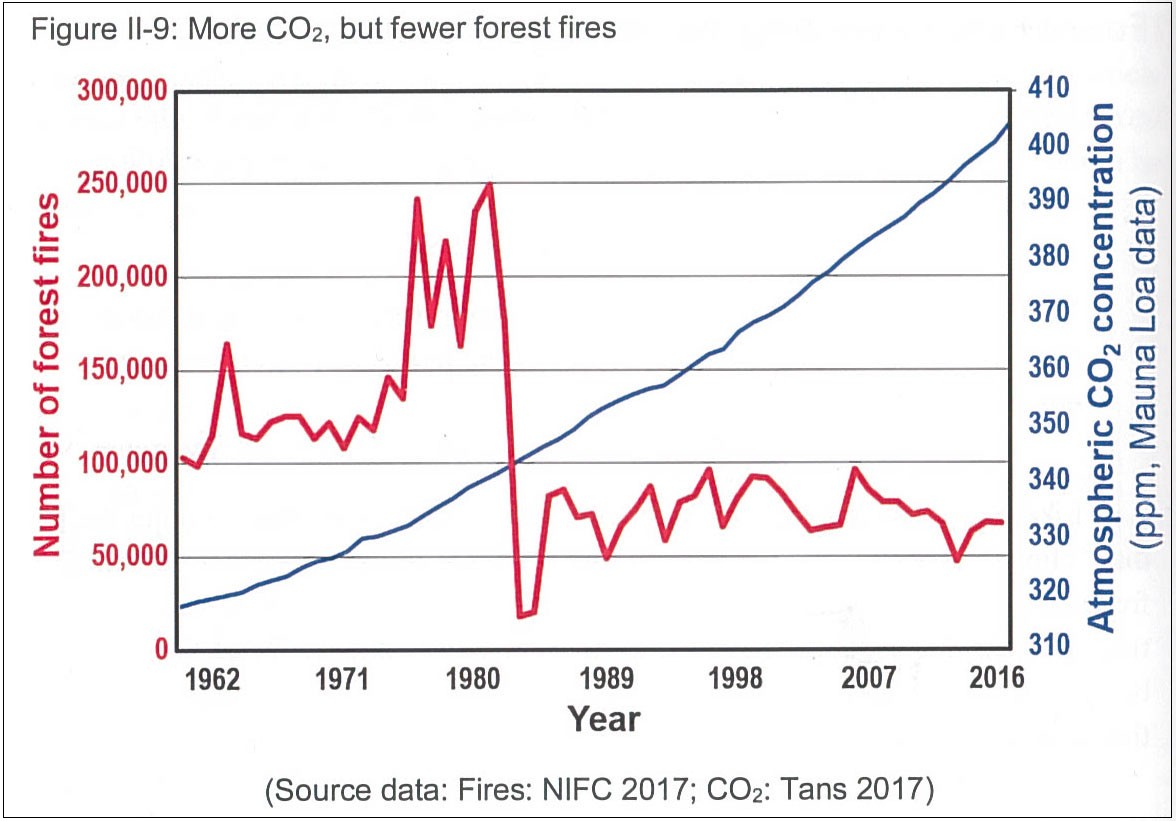 Figure II-9: More CO₂, but fewer forest fires
300,000
250,000
200,000
150,000
100,000
50,000
0
Number of forest fires
410
400
390
380
370
360
350
340
330
320
310
Atmospheric CO₂ concentration
(ppm, Mauna Loa data)
1962 1971 1980 1989 1998 2007 2016
Year
(Source data: Fires: NIFC 2017; CO₂: Tans 2017)